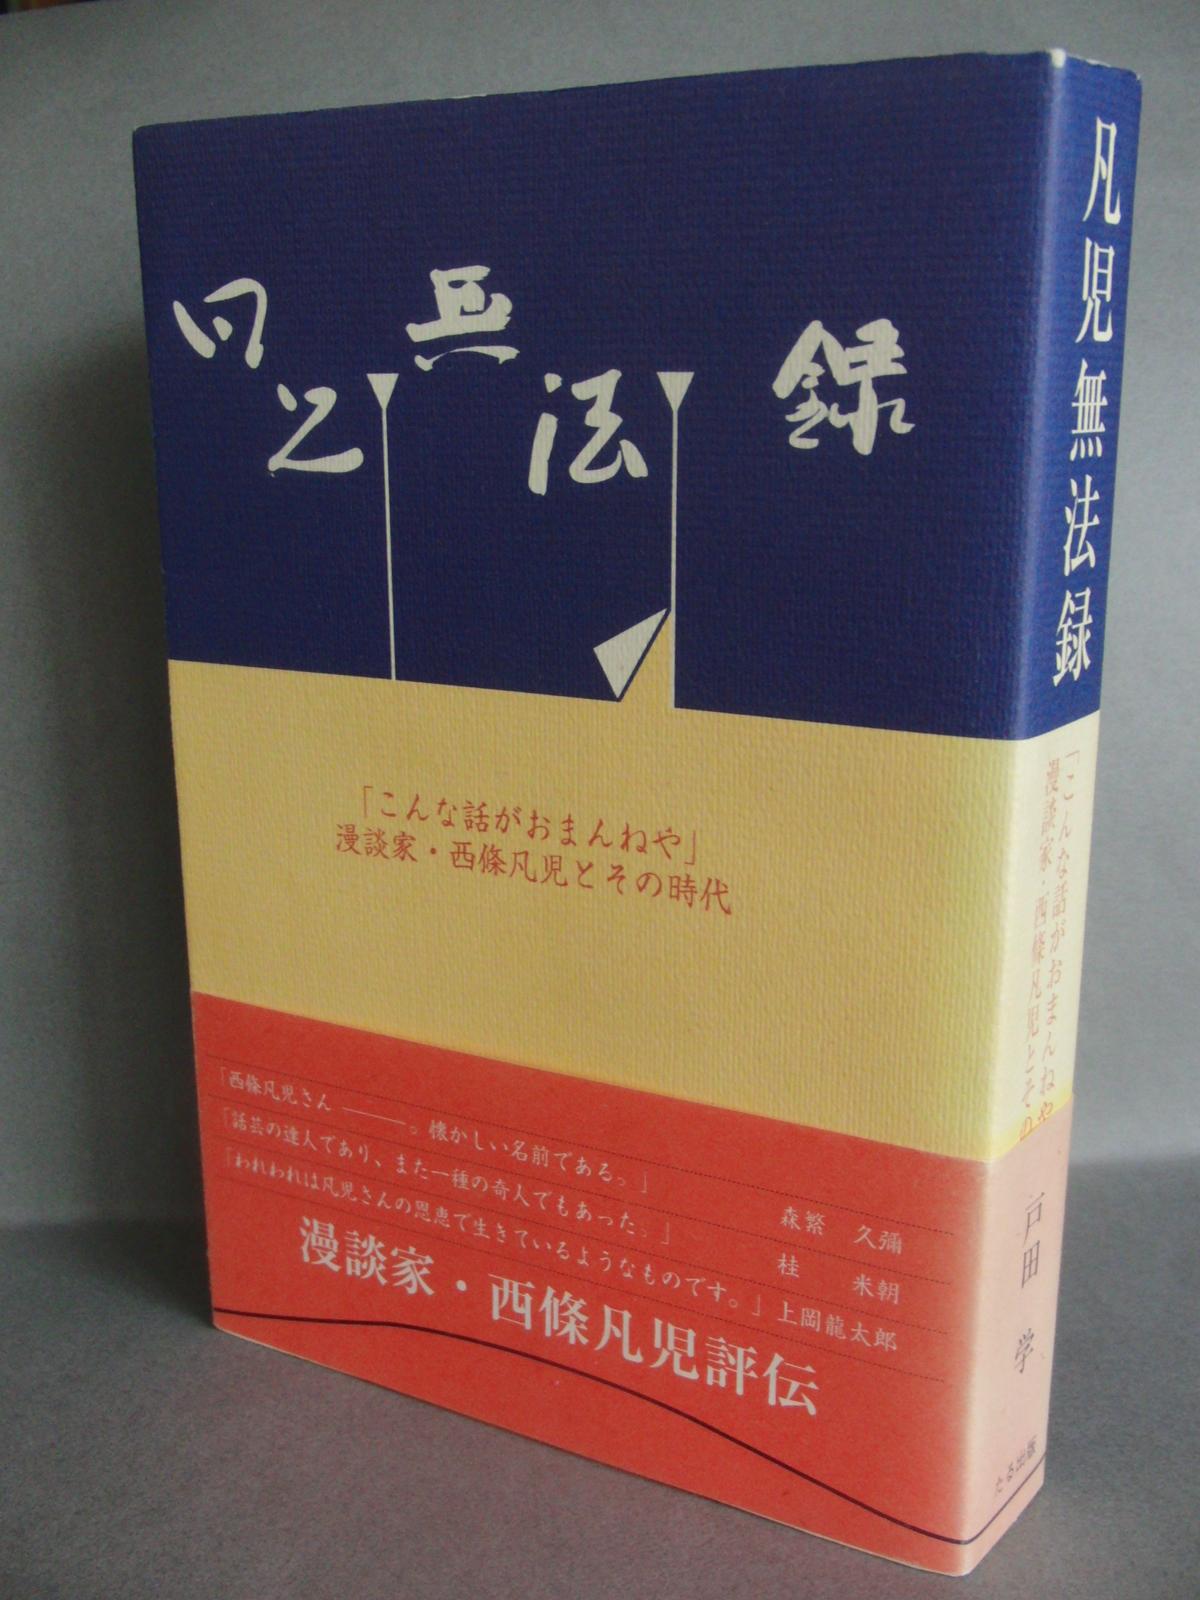 凡児無法録
「こんな話がおまんねや」
漫談家・西條凡児とその時代
「西條凡児さん ───。懐かしい名前である。」 森繁 久彌
「話芸の達人であり、また一種の奇人でもあった。」 桂 米朝
「われわれは凡児さんの恩恵で生きているようなものです。」上岡龍太郎
漫談家・西條凡児評伝
凡児無法録
「こんな話がおまんねや
漫談家・西條凡児とその
戸田 学
たる出版